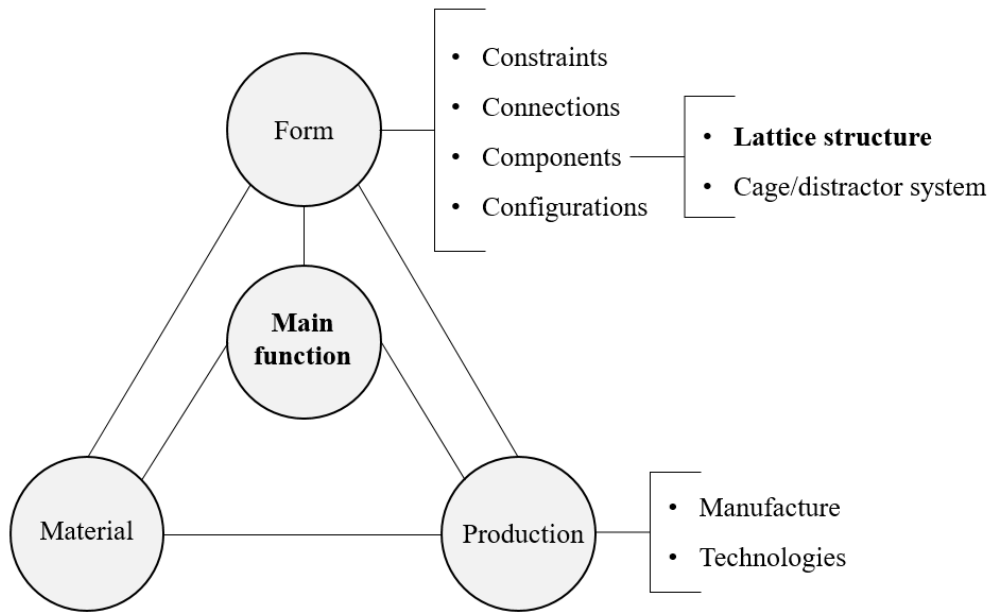 Form
• Constraints
• Connections
• Components
• Configurations
• Lattice structure
• Cage/distractor system
Main
function
Material
Production
• Manufacture
• Technologies